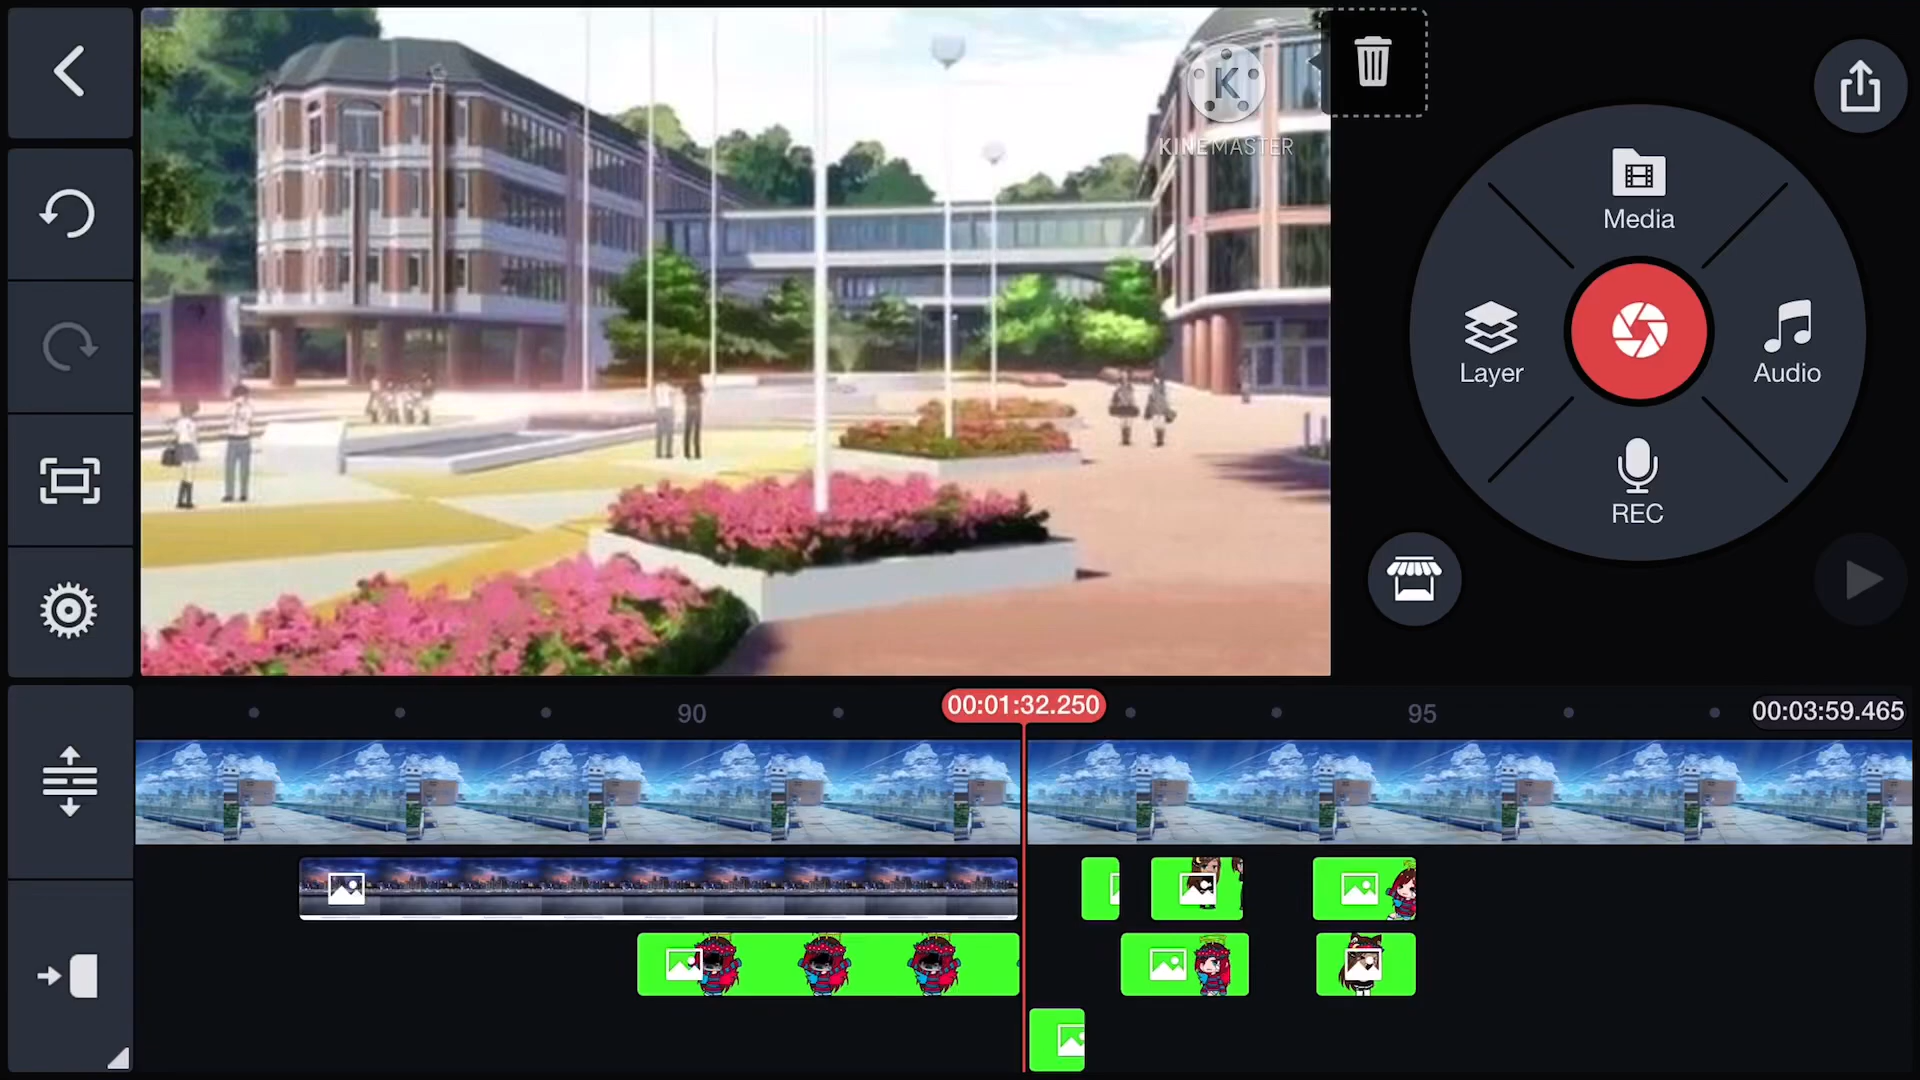 K
KINEMASTER
Media
Layer
Audio
REC
90
00:01:32.250
95
00:03:59.465